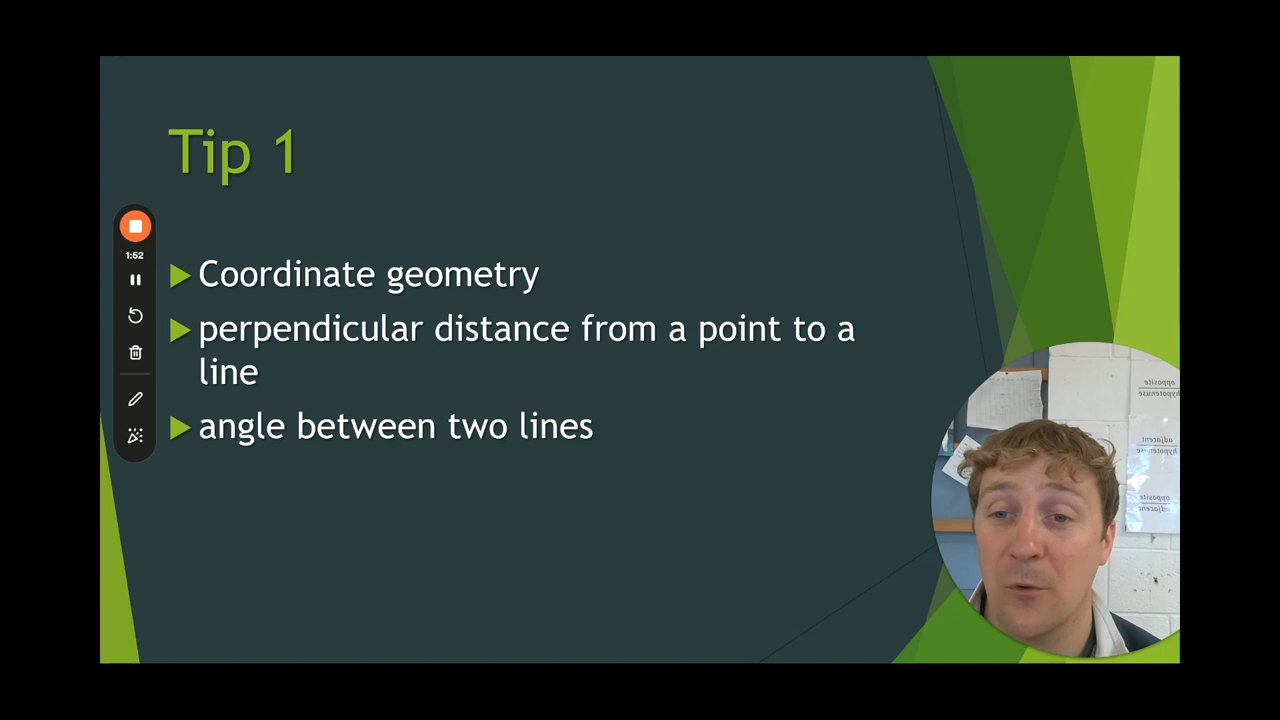 Tip 1
1:52
Coordinate geometry
perpendicular distance from a point to a
line
angle between two lines
opposite
hypotenuse
adjacent
hypotenuse
opposite
adjacent